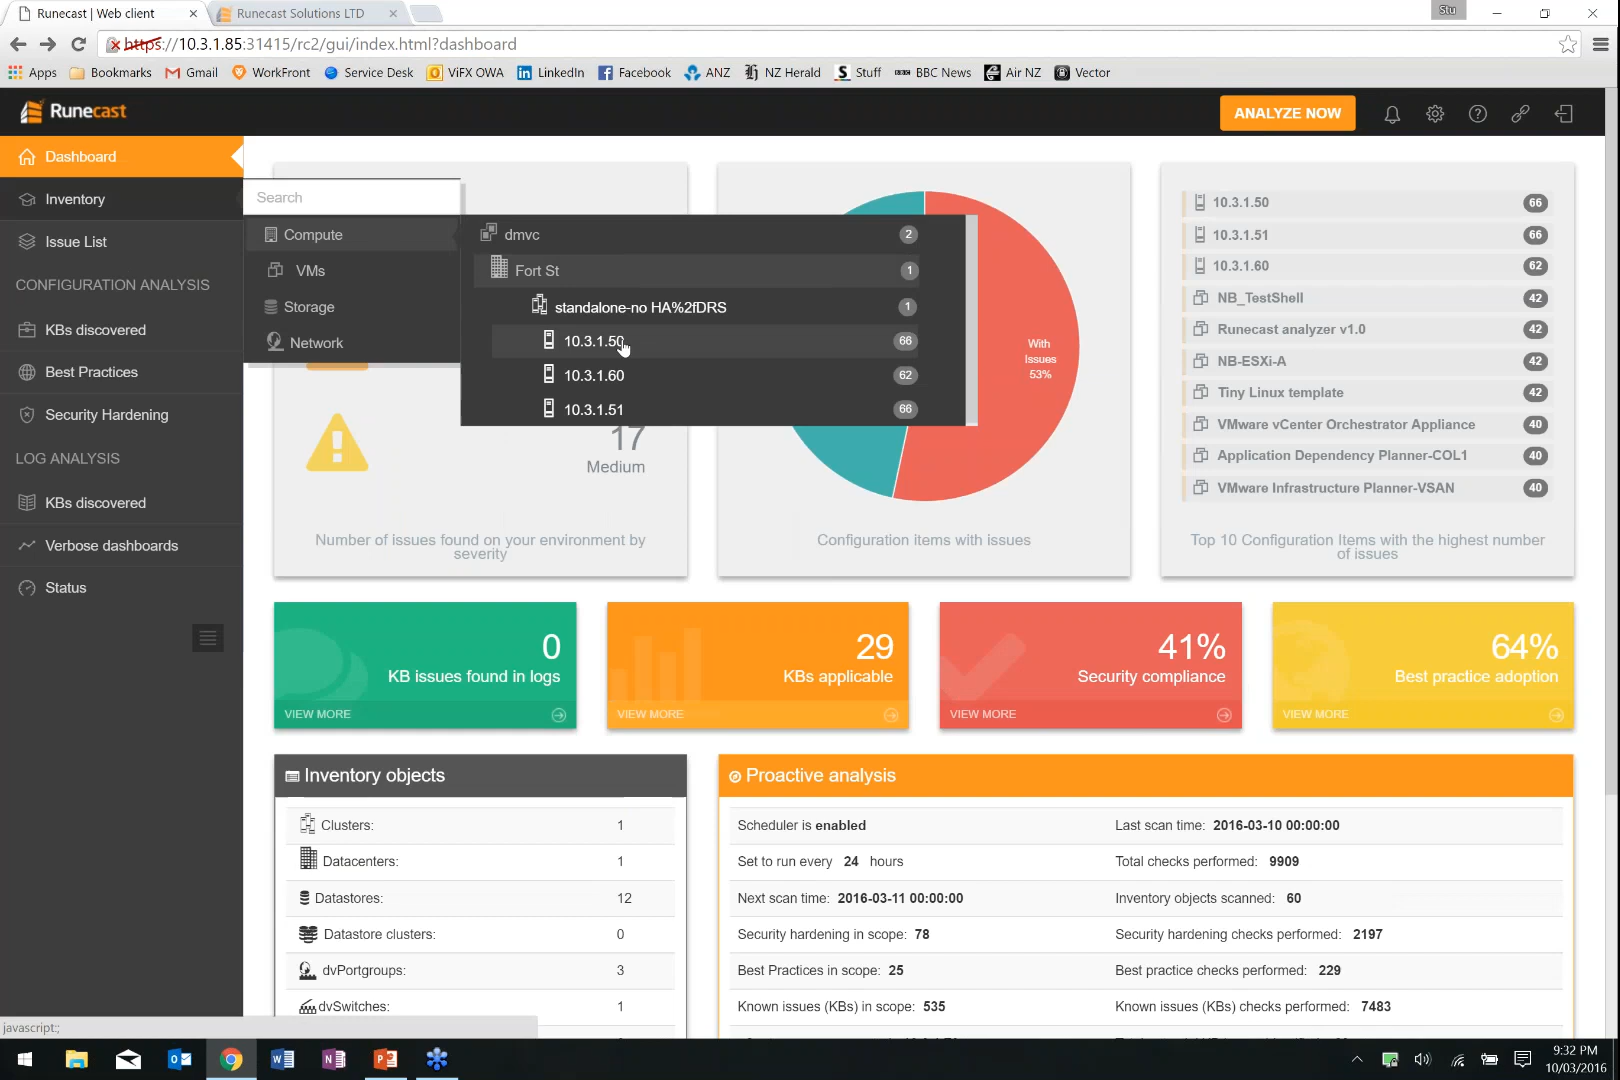 Runecast | Web client
Runecast Solutions LTD
Stu
https://10.3.1.85:31415/rc2/gui/index.html?dashboard
Apps Bookmarks Gmail WorkFront Service Desk ViFX OWA LinkedIn Facebook ANZ NZ Herald Stuff BBC News Air NZ Vector
Runecast
ANALYZE NOW
Dashboard
Inventory
Issue List
CONFIGURATION ANALYSIS
KBs discovered
Best Practices
Security Hardening
LOG ANALYSIS
KBs discovered
Verbose dashboards
Status
Search
Compute
VMs
Storage
Network
dmvc 2
Fort St 1
standalone-no HA%2fDRS 1
10.3.1.50 66
10.3.1.60 62
10.3.1.51 66
17
Medium
Number of issues found on your environment by
severity
With
Issues
53%
Configuration items with issues
10.3.1.50 66
10.3.1.51 66
10.3.1.60 62
NB_TestShell 42
Runecast analyzer v1.0 42
NB-ESXi-A 42
Tiny Linux template 42
VMware vCenter Orchestrator Appliance 40
Application Dependency Planner-COL1 40
VMware Infrastructure Planner-VSAN 40
Top 10 Configuration Items with the highest number
of issues
0
KB issues found in logs
VIEW MORE
29
KBs applicable
VIEW MORE
41%
Security compliance
VIEW MORE
64%
Best practice adoption
VIEW MORE
Inventory objects
Clusters: 1
Datacenters: 1
Datastores: 12
Datastore clusters: 0
dvPortgroups: 3
dvSwitches: 1
Proactive analysis
Scheduler is enabled Last scan time: 2016-03-10 00:00:00
Set to run every 24 hours Total checks performed: 9909
Next scan time: 2016-03-11 00:00:00 Inventory objects scanned: 60
Security hardening in scope: 78 Security hardening checks performed: 2197
Best Practices in scope: 25 Best practice checks performed: 229
Known issues (KBs) in scope: 535 Known issues (KBs) checks performed: 7483
javascript:;
9:32 PM
10/03/2016